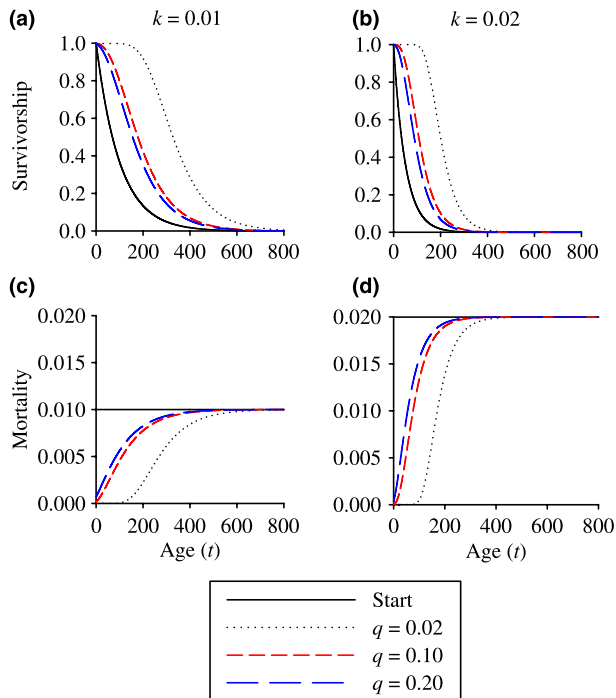 (a) k = 0.01
(b) k = 0.02
Survivorship
1.0
0.8
0.6
0.4
0.2
0.0
0 200 400 600 800
1.0
0.8
0.6
0.4
0.2
0.0
0 200 400 600 800
(c)
(d)
Mortality
0.020
0.015
0.010
0.005
0.000
0 200 400 600 800
Age (t)
0.020
0.015
0.010
0.005
0.000
0 200 400 600 800
Age (t)
Start
q = 0.02
q = 0.10
q = 0.20